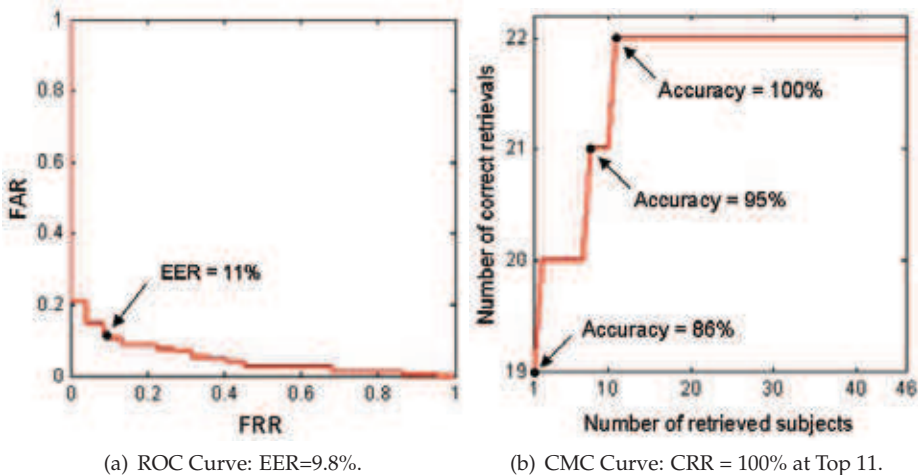 1
0.8
0.6
0.4
0.2
0
FAR
EER = 11%
0 0.2 0.4 0.6 0.8 1
FRR
(a) ROC Curve: EER=9.8%.
22
21
20
19
Number of correct retrievals
Accuracy = 100%
Accuracy = 95%
Accuracy = 86%
1 10 20 30 40 46
Number of retrieved subjects
(b) CMC Curve: CRR = 100% at Top 11.